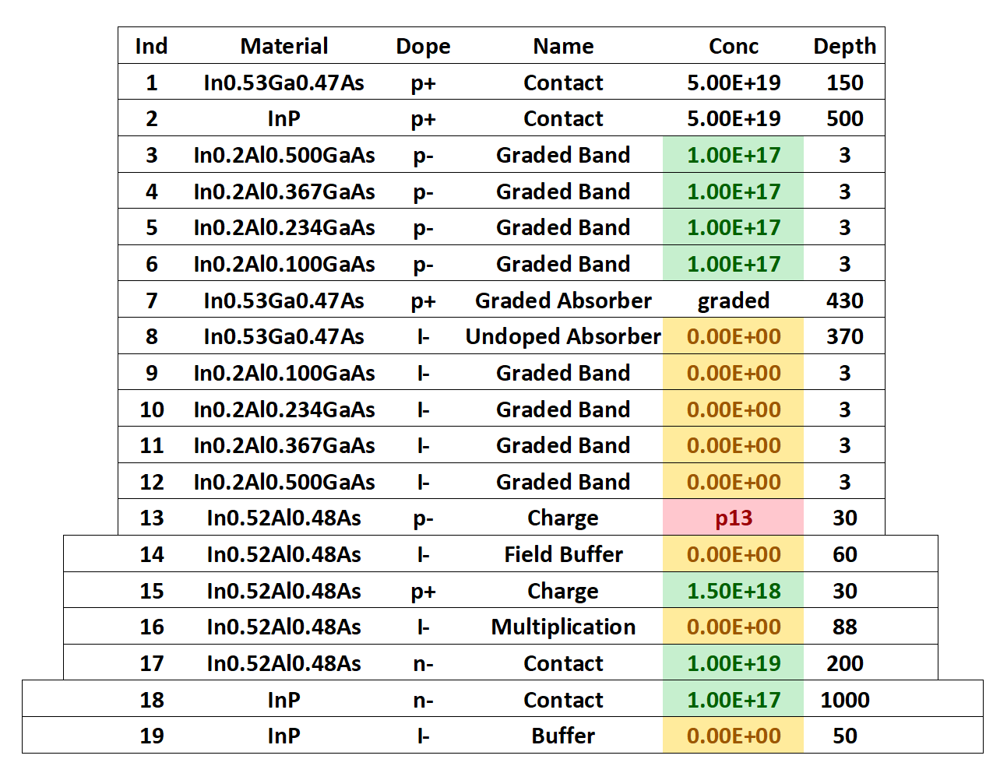 Ind Material Dope Name Conc Depth
1 In0.53Ga0.47As p+ Contact 5.00E+19 150
2 InP p+ Contact 5.00E+19 500
3 In0.2Al0.500GaAs p- Graded Band 1.00E+17 3
4 In0.2Al0.367GaAs p- Graded Band 1.00E+17 3
5 In0.2Al0.234GaAs p- Graded Band 1.00E+17 3
6 In0.2Al0.100GaAs p- Graded Band 1.00E+17 3
7 In0.53Ga0.47As p+ Graded Absorber graded 430
8 In0.53Ga0.47As I- Undoped Absorber 0.00E+00 370
9 In0.2Al0.100GaAs I- Graded Band 0.00E+00 3
10 In0.2Al0.234GaAs I- Graded Band 0.00E+00 3
11 In0.2Al0.367GaAs I- Graded Band 0.00E+00 3
12 In0.2Al0.500GaAs I- Graded Band 0.00E+00 3
13 In0.52Al0.48As p- Charge p13 30
14 In0.52Al0.48As I- Field Buffer 0.00E+00 60
15 In0.52Al0.48As p+ Charge 1.50E+18 30
16 In0.52Al0.48As I- Multiplication 0.00E+00 88
17 In0.52Al0.48As n- Contact 1.00E+19 200
18 InP n- Contact 1.00E+17 1000
19 InP I- Buffer 0.00E+00 50